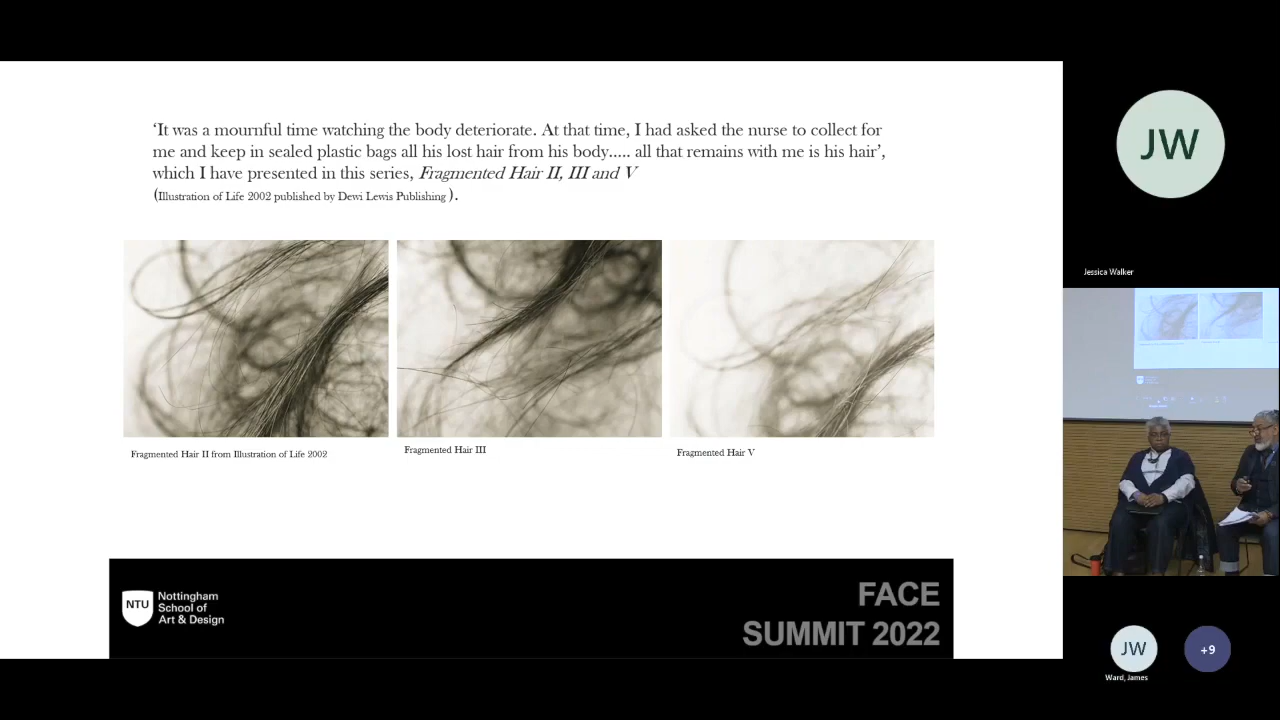 ‘It was a mournful time watching the body deteriorate. At that time, I had asked the nurse to collect for
me and keep in sealed plastic bags all his lost hair from his body..... all that remains with me is his hair’,
which I have presented in this series, Fragmented Hair II, III and V
(Illustration of Life 2002 published by Dewi Lewis Publishing ).
Fragmented Hair II from Illustration of Life 2002
Fragmented Hair III
Fragmented Hair V
NTU
Nottingham
School of
Art & Design
FACE
SUMMIT 2022
JW
Jessica Walker
JW
+9
Ward, James